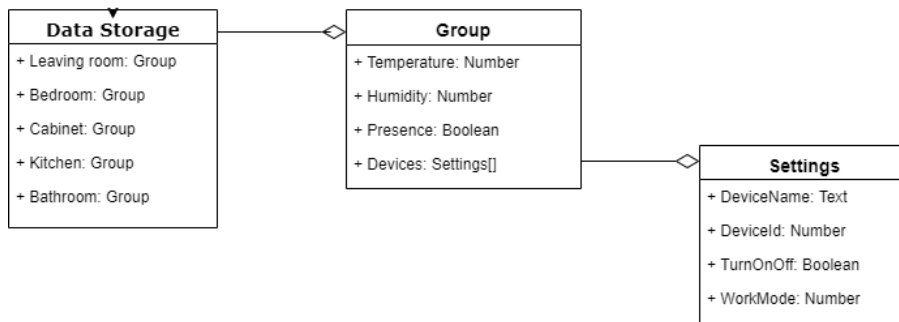 Data Storage
+ Leaving room: Group
+ Bedroom: Group
+ Cabinet: Group
+ Kitchen: Group
+ Bathroom: Group
Group
+ Temperature: Number
+ Humidity: Number
+ Presence: Boolean
+ Devices: Settings[]
Settings
+ DeviceName: Text
+ DeviceId: Number
+ TurnOnOff: Boolean
+ WorkMode: Number